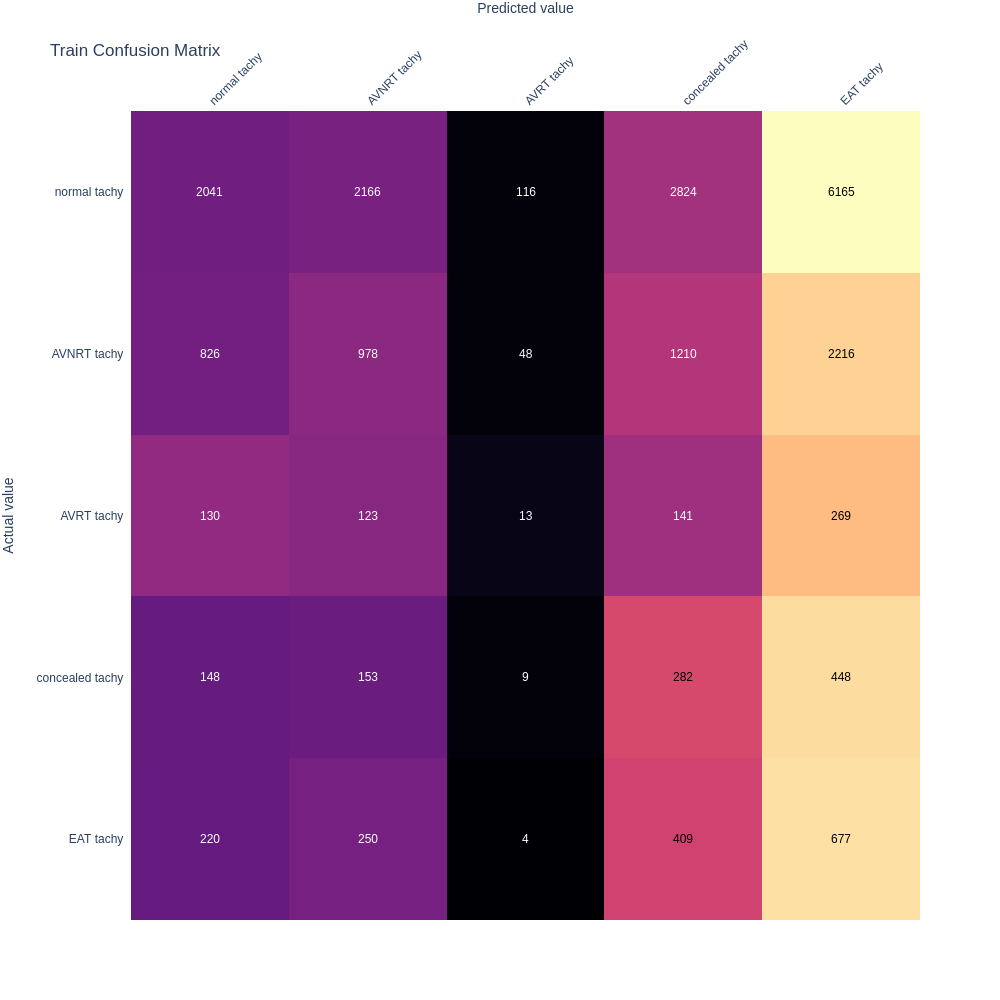 Predicted value
Train Confusion Matrix
normal tachy
AVNRT tachy
AVRT tachy
concealed tachy
EAT tachy
Actual value
normal tachy 2041 2166 116 2824 6165
AVNRT tachy 826 978 48 1210 2216
AVRT tachy 130 123 13 141 269
concealed tachy 148 153 9 282 448
EAT tachy 220 250 4 409 677